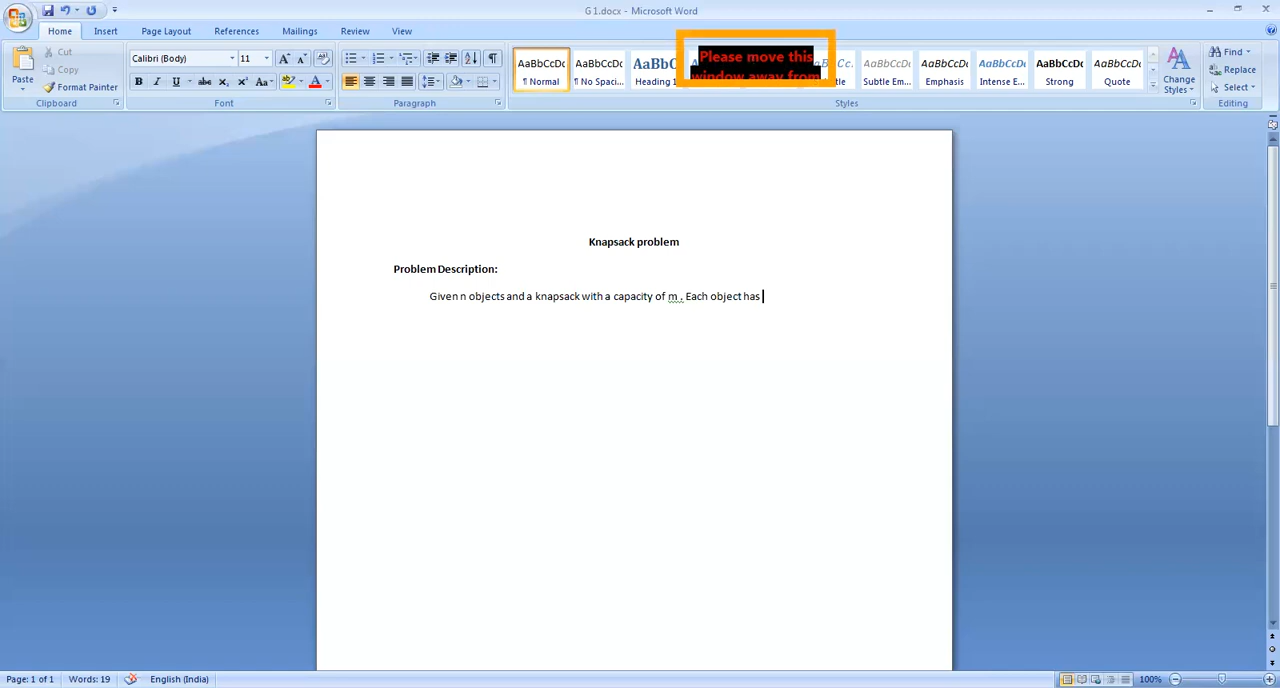 G 1.docx - Microsoft Word
Home Insert Page Layout References Mailings Review View
Cut
Copy
Format Painter
Paste
Clipboard
Calibri (Body) 11
Font
Paragraph
AaBbCcDc AaBbCcDc AaBbC
¶ Normal ¶ No Spaci... Heading 1
Please move this
window away from
AaBbCcDc AaBbCcDc AaBbCcDc AaBbCcDc AaBbCcDc
Subtle Em... Emphasis Intense E... Strong Quote
Change
Styles
Styles
Find
Replace
Select
Editing
Knapsack problem
Problem Description:
Given n objects and a knapsack with a capacity of m . Each object has
Page: 1 of 1 Words: 19 English (India) 100%